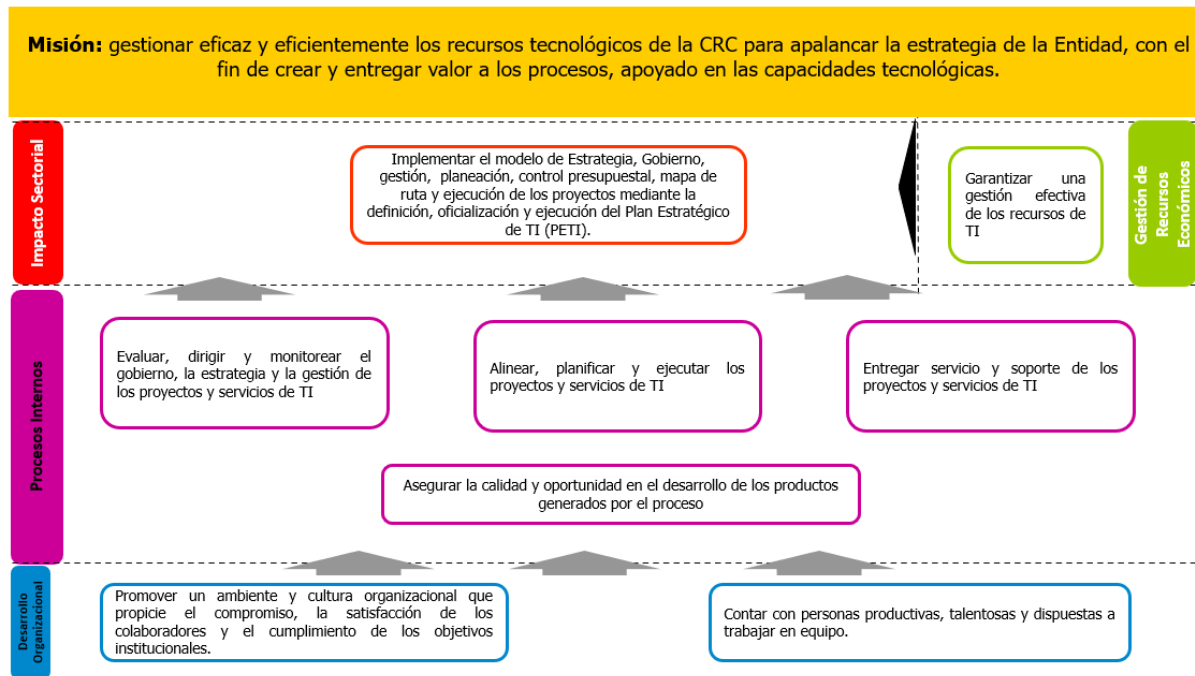 Misión: gestionar eficaz y eficientemente los recursos tecnológicos de la CRC para apalancar la estrategia de la Entidad, con el
fin de crear y entregar valor a los procesos, apoyado en las capacidades tecnológicas.
Impacto Sectorial
Implementar el modelo de Estrategia, Gobierno,
gestión, planeación, control presupuestal, mapa de
ruta y ejecución de los proyectos mediante la
definición, oficialización y ejecución del Plan Estratégico
de TI (PETI).
Garantizar una
gestión efectiva
de los recursos de
TI
Gestión de
Recursos
Económicos
Procesos Internos
Evaluar, dirigir y monitorear el
gobierno, la estrategia y la gestión de
los proyectos y servicios de TI
Alinear, planificar y ejecutar los
proyectos y servicios de TI
Entregar servicio y soporte de los
proyectos y servicios de TI
Asegurar la calidad y oportunidad en el desarrollo de los productos
generados por el proceso
Desarrollo
Organizacional
Promover un ambiente y cultura organizacional que
propicie el compromiso, la satisfacción de los
colaboradores y el cumplimiento de los objetivos
institucionales.
Contar con personas productivas, talentosas y dispuestas a
trabajar en equipo.